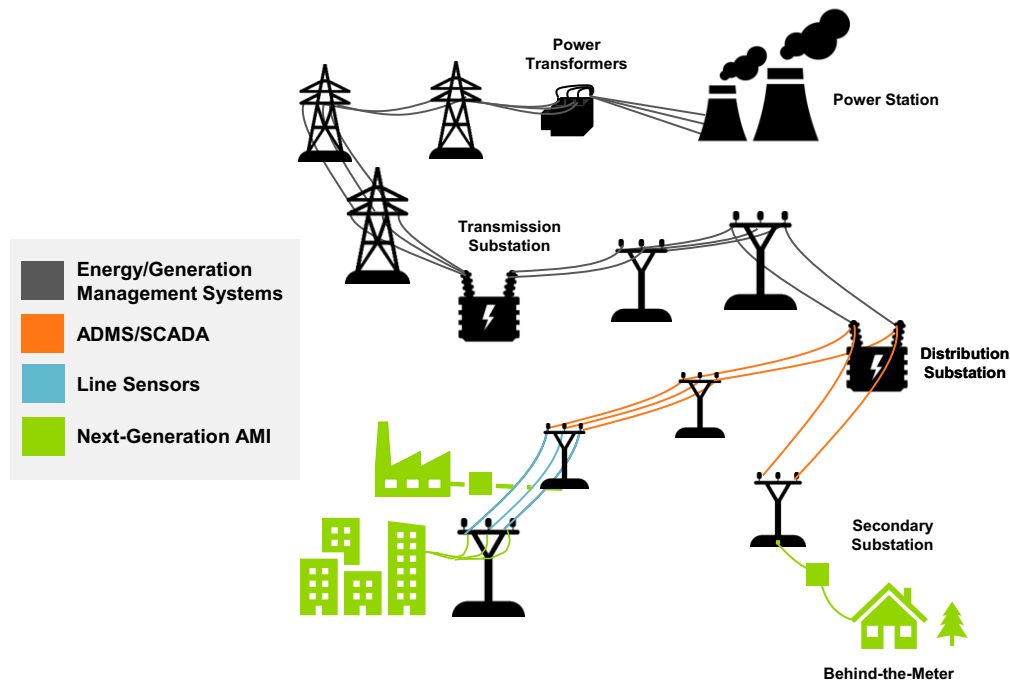 Power
Transformers
Power Station
Transmission
Substation
Energy/Generation
Management Systems
ADMS/SCADA
Line Sensors
Next-Generation AMI
Distribution
Substation
Secondary
Substation
Behind-the-Meter